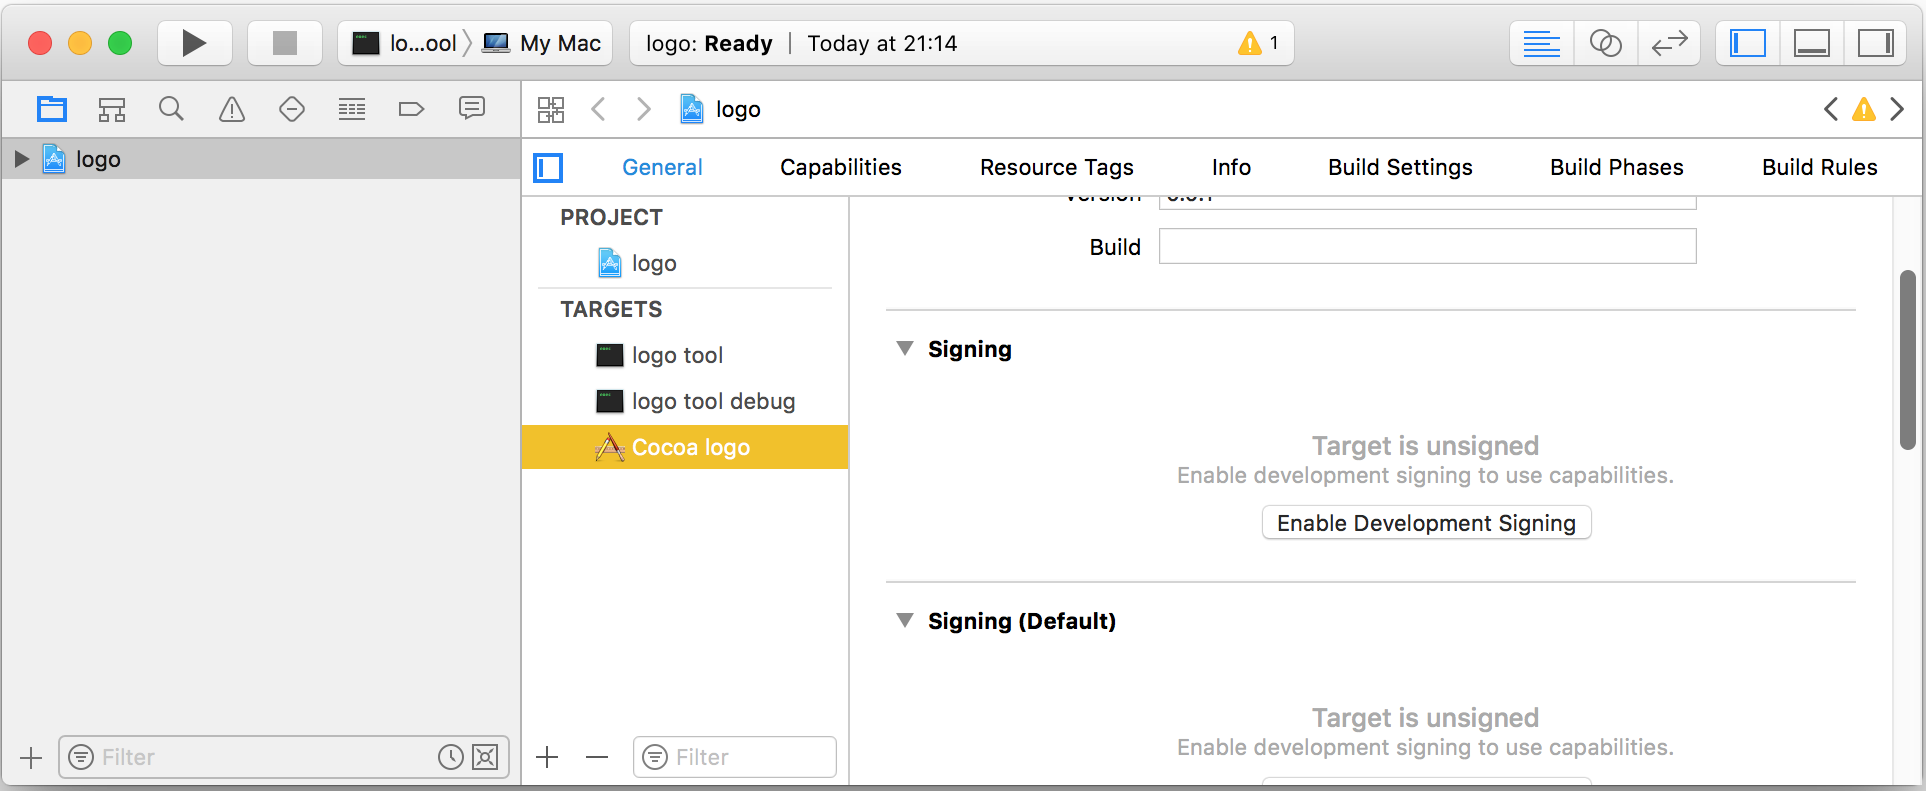 lo...ool My Mac logo: Ready | Today at 21:14 1
logo
logo
General Capabilities Resource Tags Info Build Settings Build Phases Build Rules
PROJECT
logo
TARGETS
logo tool
logo tool debug
Cocoa logo
Version
Build
Signing
Target is unsigned
Enable development signing to use capabilities.
Enable Development Signing
Signing (Default)
Target is unsigned
Enable development signing to use capabilities.
Filter
Filter